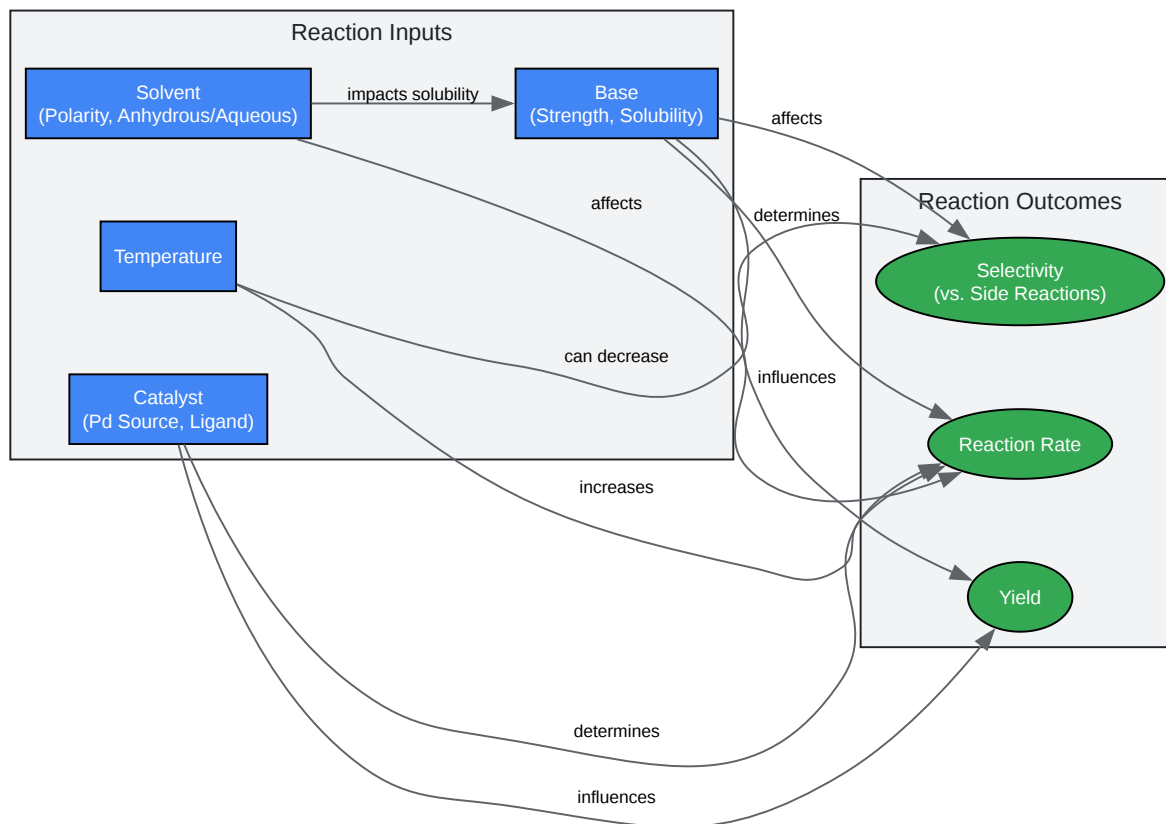 Reaction Inputs
Solvent
(Polarity, Anhydrous/Aqueous)
impacts solubility
Base
(Strength, Solubility)
affects
Reaction Outcomes
affects
determines
Temperature
Selectivity
(vs. Side Reactions)
can decrease
influences
Catalyst
(Pd Source, Ligand)
Reaction Rate
increases
Yield
determines
influences